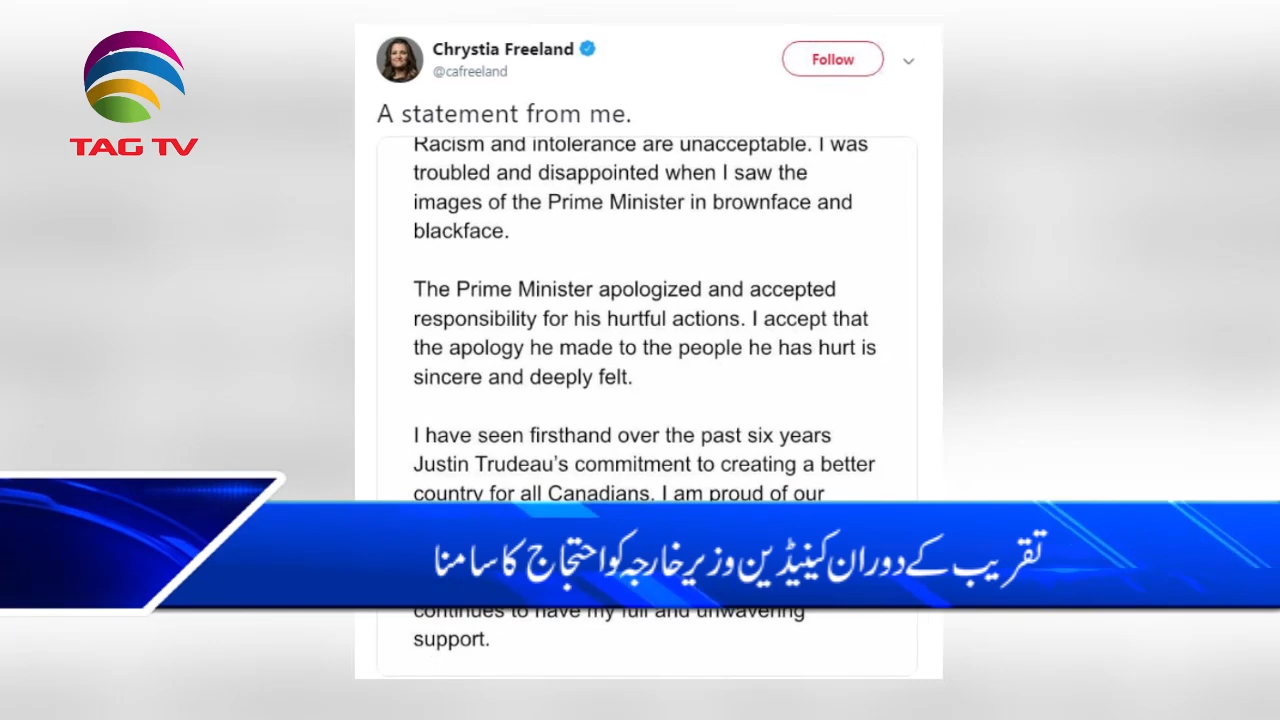 TAG TV
Chrystia Freeland
@cafreeland
Follow
A statement from me.
Racism and intolerance are unacceptable. I was
troubled and disappointed when I saw the
images of the Prime Minister in brownface and
blackface.
The Prime Minister apologized and accepted
responsibility for his hurtful actions. I accept that
the apology he made to the people he has hurt is
sincere and deeply felt.
I have seen firsthand over the past six years
Justin Trudeau's commitment to creating a better
country for all Canadians. I am proud of our
تقریب کے دوران کینیڈین وزیر خارجہ کو احتجاج کا سامنا
continues to have my full and unwavering
support.